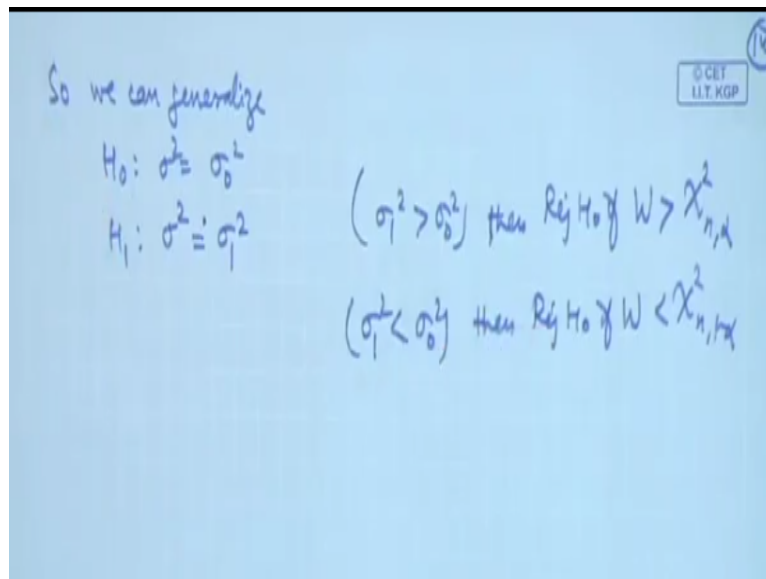 So we can generalize
H₀: σ² = σ₀²
H₁: σ² = σ₁²
(σ₁² > σ₀²) then Rej H₀ if W > χ²ₙ,α
(σ₁² < σ₀²) then Rej H₀ if W < χ²ₙ,₁₋α
© CET
I.I.T. KGP